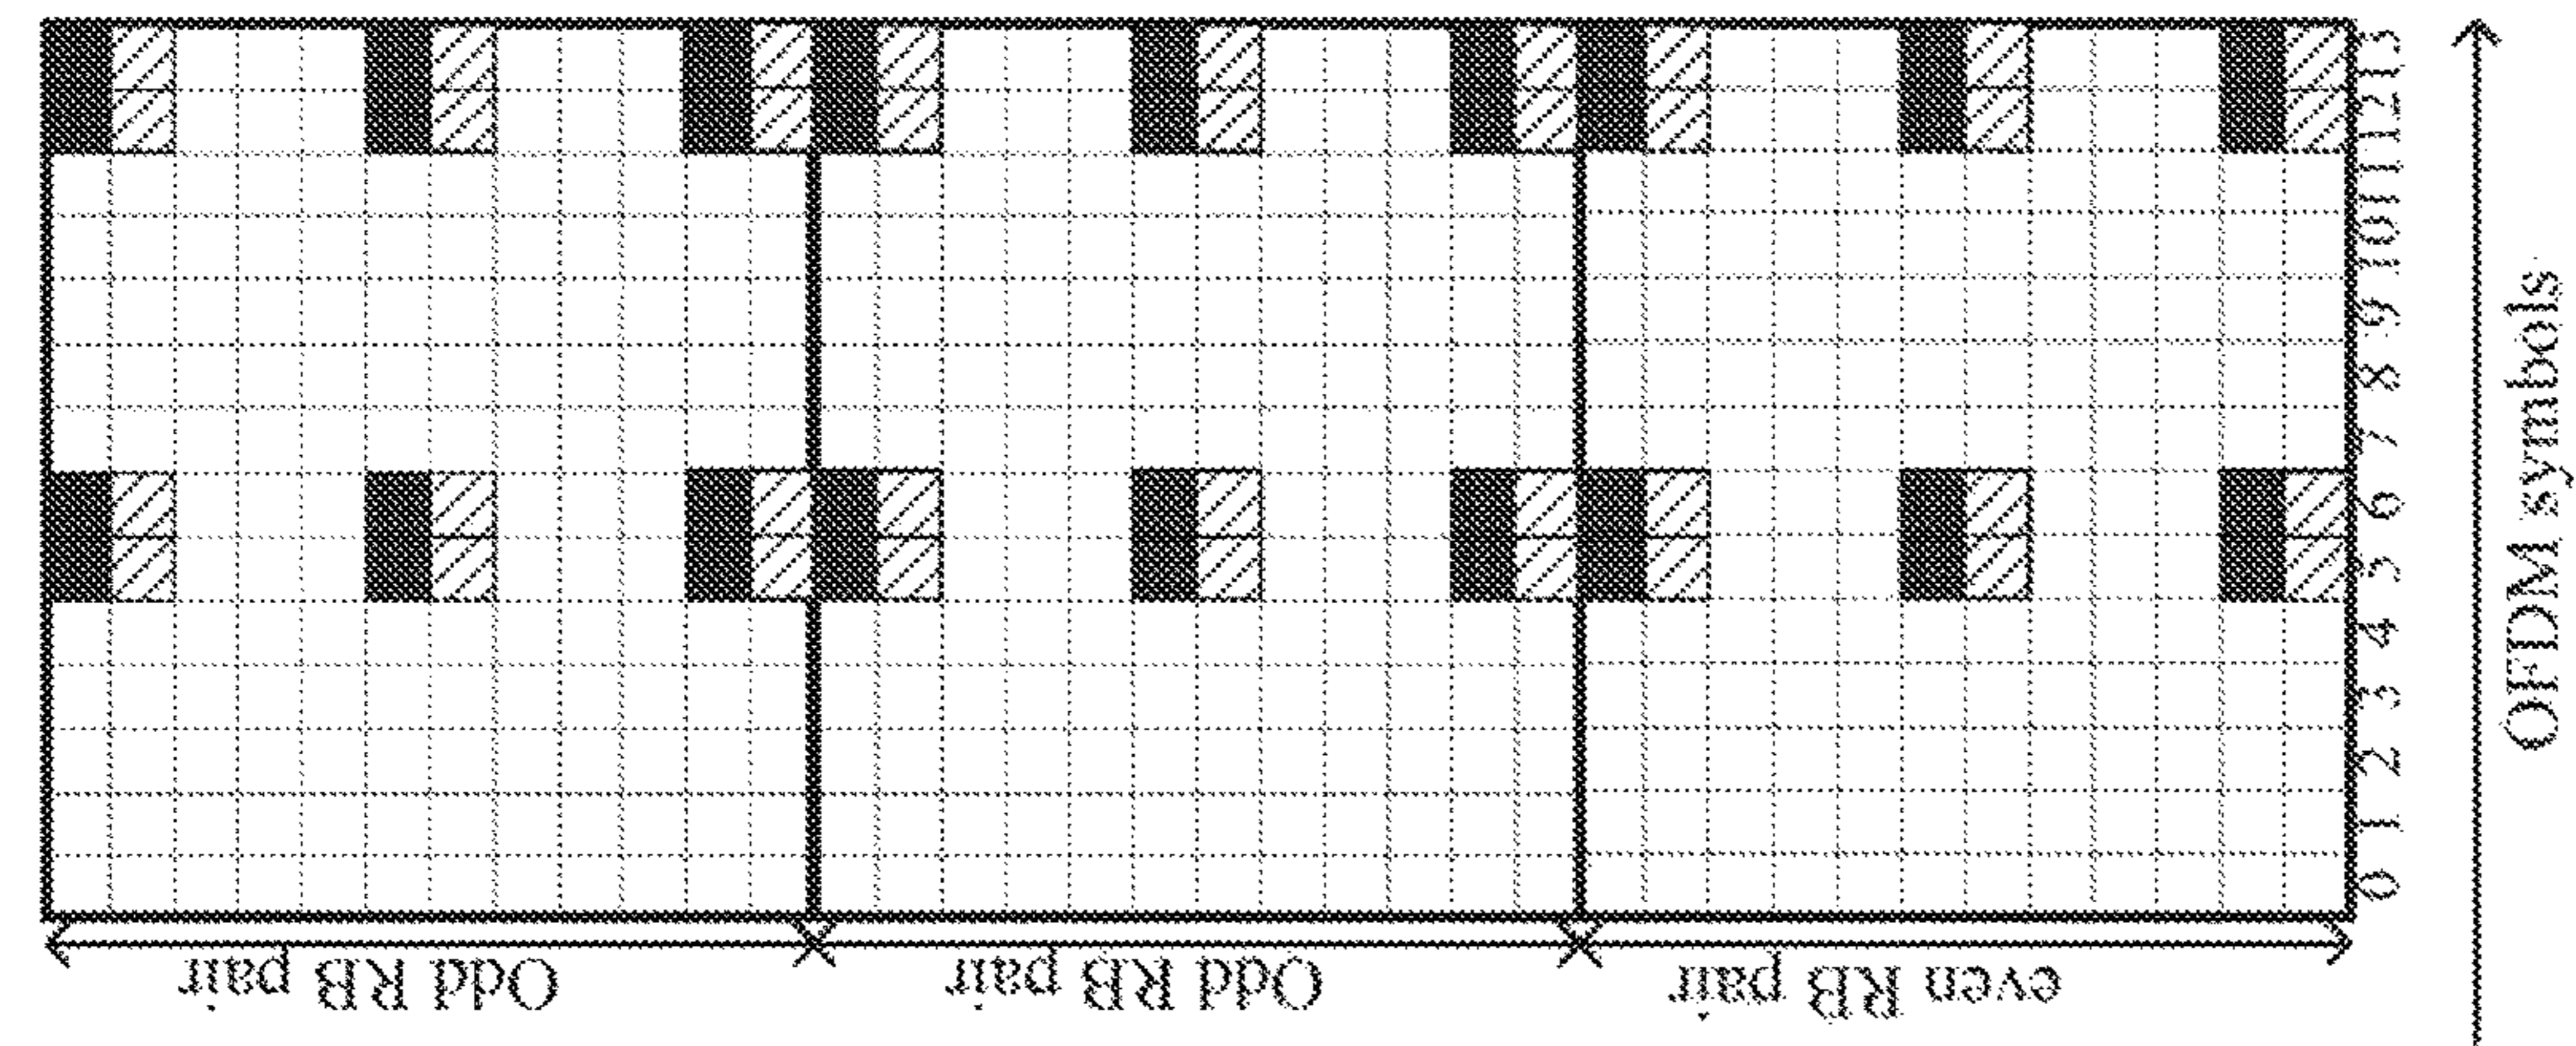 Odd RB pair
Odd RB pair
even RB pair
0 1 2 3 4 5 6 7 8 9 10 11 12 13
OFDM symbols